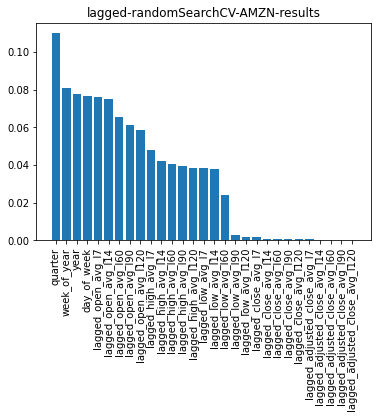 lagged-randomSearchCV-AMZN-results
0.10
0.08
0.06
0.04
0.02
0.00
quarter
week_of_year
year
day_of_week
lagged_open_avg_l7
lagged_open_avg_l14
lagged_open_avg_l60
lagged_open_avg_l90
lagged_open_avg_l120
lagged_high_avg_l7
lagged_high_avg_l14
lagged_high_avg_l60
lagged_high_avg_l90
lagged_high_avg_l120
lagged_low_avg_l7
lagged_low_avg_l14
lagged_low_avg_l60
lagged_low_avg_l90
lagged_low_avg_l120
lagged_close_avg_l7
lagged_close_avg_l14
lagged_close_avg_l60
lagged_close_avg_l90
lagged_close_avg_l120
lagged_adjusted_close_avg_l7
lagged_adjusted_close_avg_l14
lagged_adjusted_close_avg_l60
lagged_adjusted_close_avg_l90
lagged_adjusted_close_avg_l120